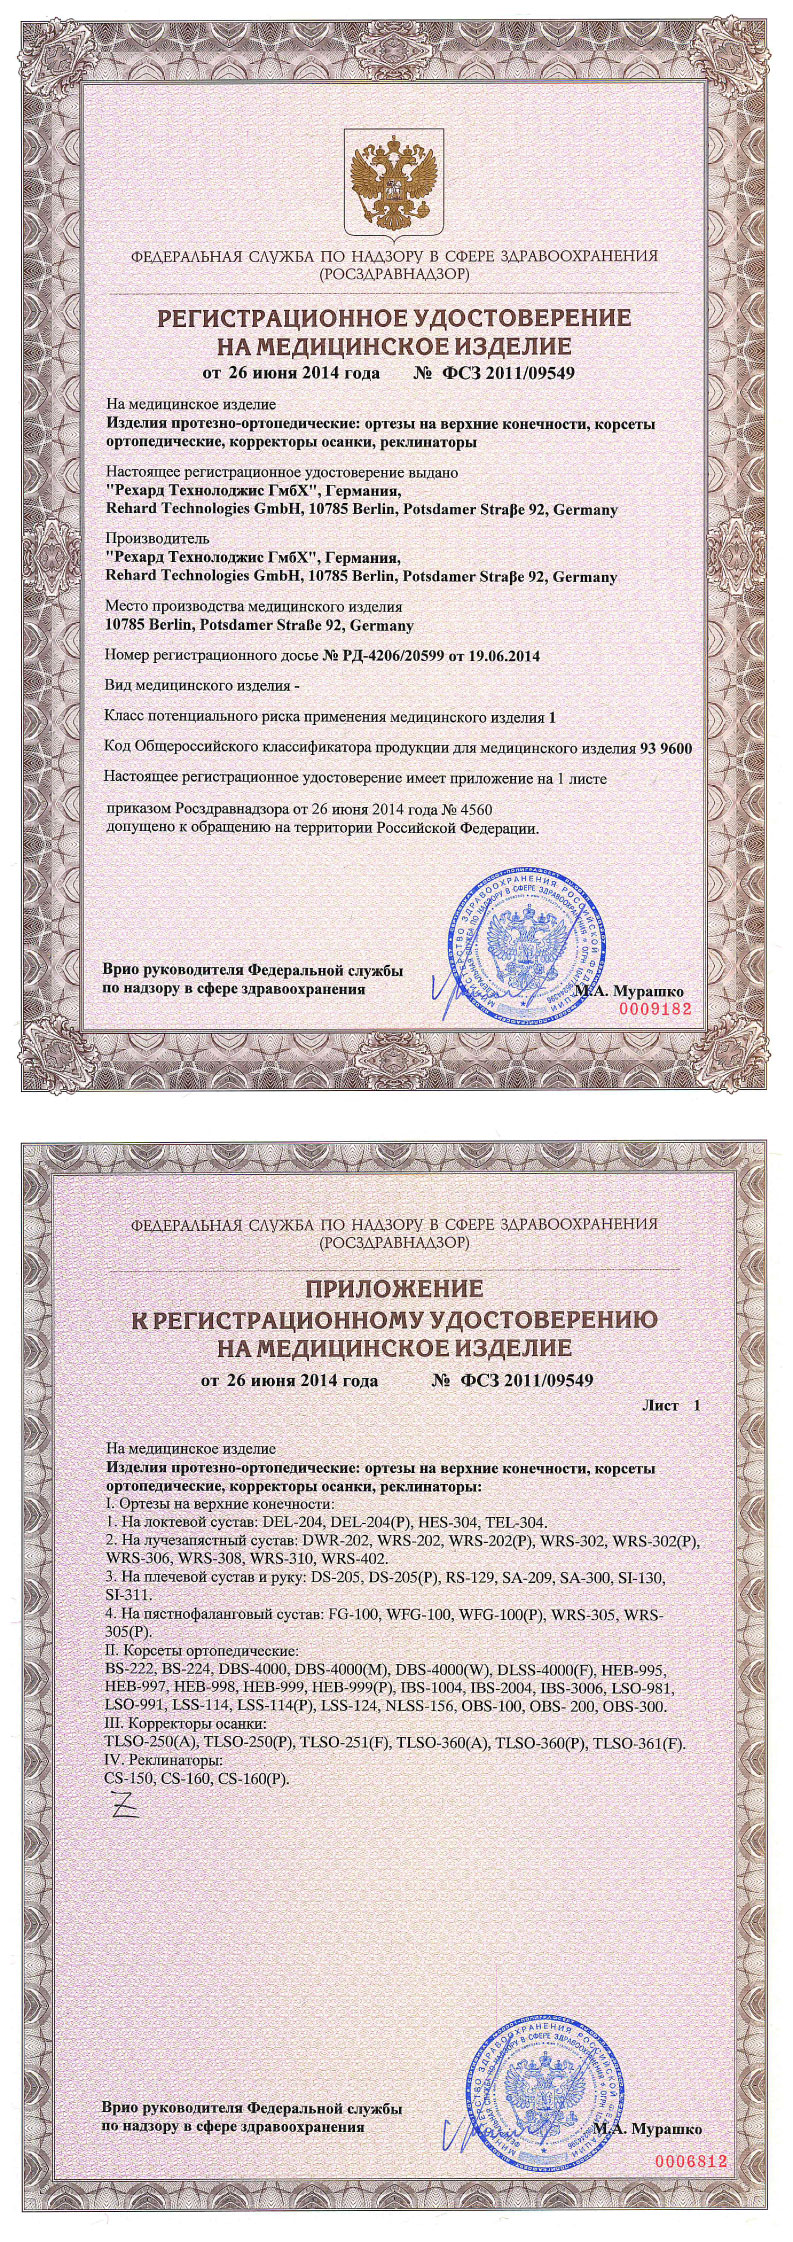 ФЕДЕРАЛЬНАЯ СЛУЖБА ПО НАДЗОРУ В СФЕРЕ ЗДРАВООХРАНЕНИЯ
(РОСЗДРАВНАДЗОР)
РЕГИСТРАЦИОННОЕ УДОСТОВЕРЕНИЕ
НА МЕДИЦИНСКОЕ ИЗДЕЛИЕ
от 26 июня 2014 года № ФСЗ 2011/09549
На медицинское изделие
Изделия протезно-ортопедические: ортезы на верхние конечности, корсеты
ортопедические, корректоры осанки, реклинаторы
Настоящее регистрационное удостоверение выдано
"Рехард Технолоджис ГмбХ", Германия,
Rehard Technologies GmbH, 10785 Berlin, Potsdamer Straβe 92, Germany
Производитель
"Рехард Технолоджис ГмбХ", Германия,
Rehard Technologies GmbH, 10785 Berlin, Potsdamer Straβe 92, Germany
Место производства медицинского изделия
10785 Berlin, Potsdamer Straße 92, Germany
Номер регистрационного досье № РД-4206/20599 от 19.06.2014
Вид медицинского изделия -
Класс потенциального риска применения медицинского изделия 1
Код Общероссийского классификатора продукции для медицинского изделия 93 9600
Настоящее регистрационное удостоверение имеет приложение на 1 листе
приказом Росздравнадзора от 26 июня 2014 года № 4560
допущено к обращению на территории Российской Федерации.
Врио руководителя Федеральной службы
по надзору в сфере здравоохранения
М.А. Мурашко
0009182
ФЕДЕРАЛЬНАЯ СЛУЖБА ПО НАДЗОРУ В СФЕРЕ ЗДРАВООХРАНЕНИЯ
(РОСЗДРАВНАДЗОР)
ПРИЛОЖЕНИЕ
К РЕГИСТРАЦИОННОМУ УДОСТОВЕРЕНИЮ
НА МЕДИЦИНСКОЕ ИЗДЕЛИЕ
от 26 июня 2014 года № ФСЗ 2011/09549
Лист 1
На медицинское изделие
Изделия протезно-ортопедические: ортезы на верхние конечности, корсеты
ортопедические, корректоры осанки, реклинаторы:
I. Ортезы на верхние конечности:
1. На локтевой сустав: DEL-204, DEL-204(P), HES-304, TEL-304.
2. На лучезапястный сустав: DWR-202, WRS-202, WRS-202(P), WRS-302, WRS-302(P),
WRS-306, WRS-308, WRS-310, WRS-402.
3. На плечевой сустав и руку: DS-205, DS-205(P), RS-129, SA-209, SA-300, SI-130,
SI-311.
4. На пястнофаланговый сустав: FG-100, WFG-100, WFG-100(P), WRS-305, WRS-
305(P).
II. Корсеты ортопедические:
BS-222, BS-224, DBS-4000, DBS-4000(M), DBS-4000(W), DLSS-4000(F), HEB-995,
HEB-997, HEB-998, HEB-999, HEB-999(P), IBS-1004, IBS-2004, IBS-3006, LSO-981,
LSO-991, LSS-114, LSS-114(P), LSS-124, NLSS-156, OBS-100, OBS- 200, OBS-300.
III. Корректоры осанки:
TLSO-250(A), TLSO-250(P), TLSO-251(F), TLSO-360(A), TLSO-360(P), TLSO-361(F).
IV. Реклинаторы:
CS-150, CS-160, CS-160(P).
Врио руководителя Федеральной службы
по надзору в сфере здравоохранения
М.А. Мурашко
0006812